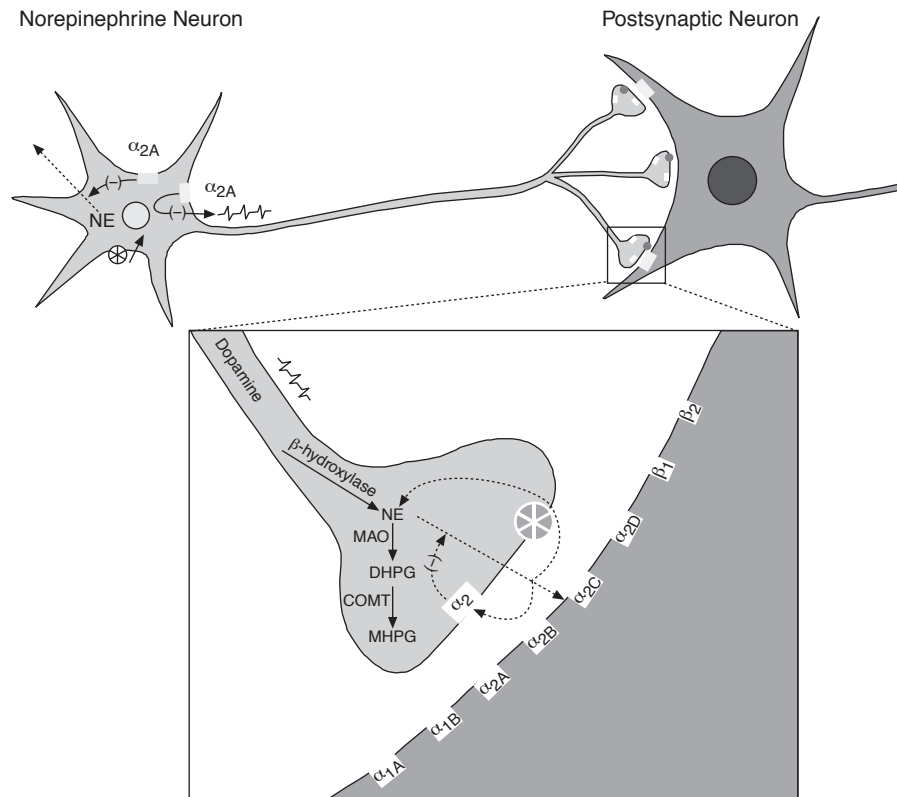 Norepinephrine Neuron
Postsynaptic Neuron
α2A
(–)
α2A
(–)
NE
Dopamine
β-hydroxylase
NE
MAO
DHPG
COMT
MHPG
(–)
α2
β2
β1
α2D
α2C
α2B
α2A
α1B
α1A